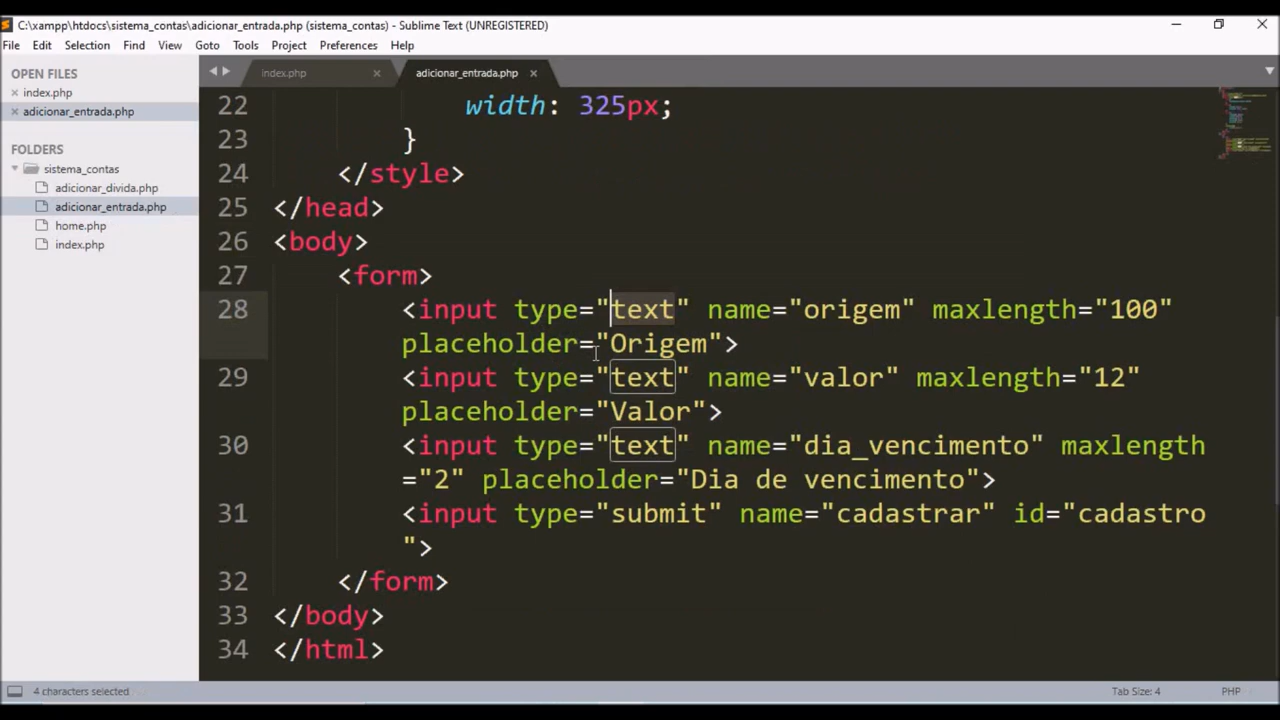 C:\xampp\htdocs\sistema_contas\adicionar_entrada.php (sistema_contas) - Sublime Text (UNREGISTERED)
File Edit Selection Find View Goto Tools Project Preferences Help
OPEN FILES
index.php
adicionar_entrada.php
FOLDERS
sistema_contas
adicionar_divida.php
adicionar_entrada.php
home.php
index.php
index.php adicionar_entrada.php
22 width: 325px;
23 }
24 </style>
25 </head>
26 <body>
27 <form>
28 <input type="text" name="origem" maxlength="100"
placeholder="Origem">
29 <input type="text" name="valor" maxlength="12"
placeholder="Valor">
30 <input type="text" name="dia_vencimento" maxlength
="2" placeholder="Dia de vencimento">
31 <input type="submit" name="cadastrar" id="cadastro
">
32 </form>
33 </body>
34 </html>
4 characters selected Tab Size: 4 PHP